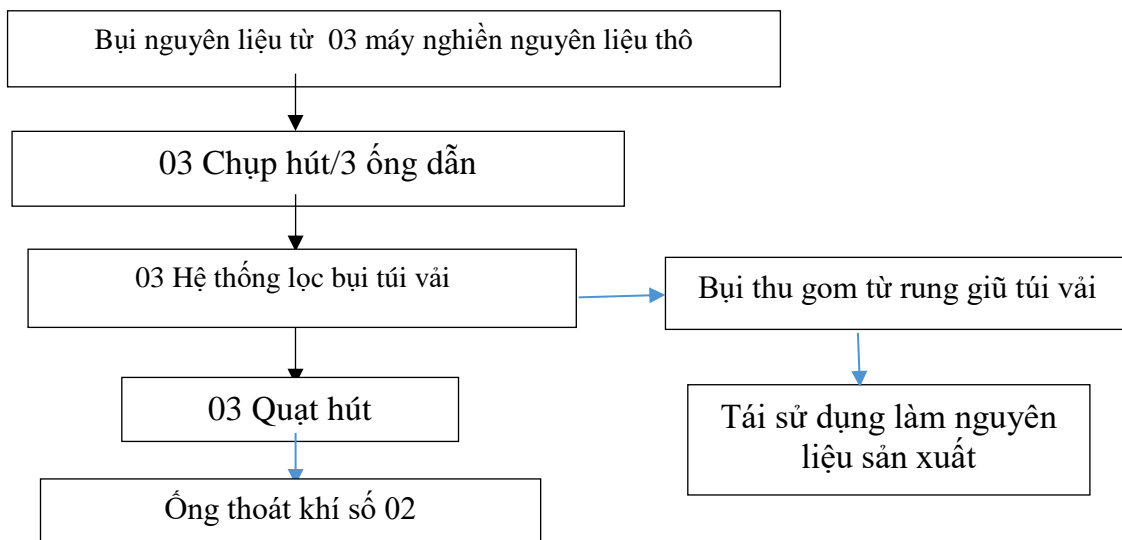 Bụi nguyên liệu từ 03 máy nghiền nguyên liệu thô
03 Chụp hút/3 ống dẫn
03 Hệ thống lọc bụi túi vải
Bụi thu gom từ rung giũ túi vải
03 Quạt hút
Tái sử dụng làm nguyên
liệu sản xuất
Ống thoát khí số 02